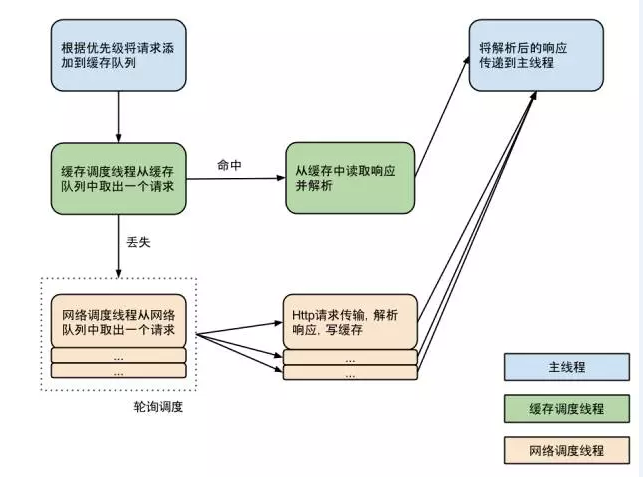 根据优先级将请求添
加到缓存队列
将解析后的响应
传递到主线程
缓存调度线程从缓存
队列中取出一个请求
命中
从缓存中读取响应
并解析
丢失
网络调度线程从网络
队列中取出一个请求
...
...
Http请求传输, 解析
响应, 写缓存
...
...
轮询调度
主线程
缓存调度线程
网络调度线程